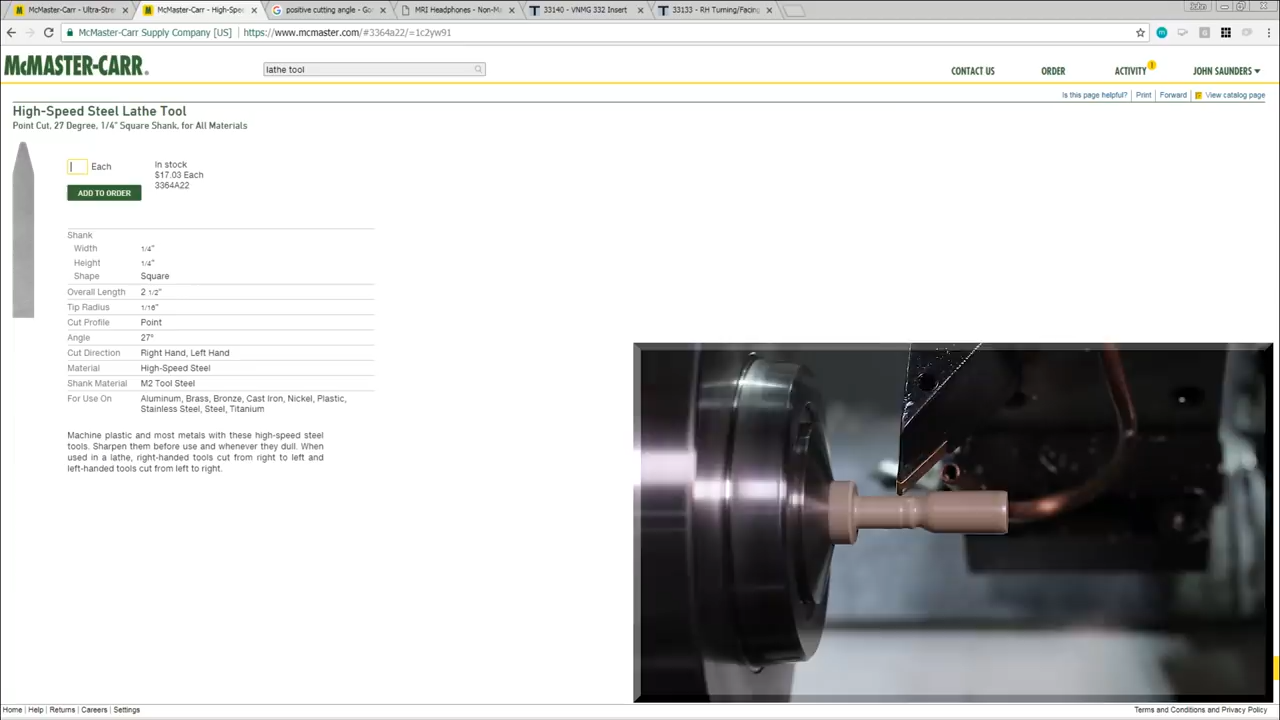 McMaster-Carr - Ultra-Stre
McMaster-Carr - High-Spee
positive cutting angle - Goo
MRI Headphones - Non-M
33140 - VNMG 332 Insert
33133 - RH Turning/Facing
John
McMaster-Carr Supply Company [US]
https://www.mcmaster.com/#3364a22/=1c2yw91
McMASTER-CARR.
lathe tool
CONTACT US
ORDER
ACTIVITY
JOHN SAUNDERS
Is this page helpful?
Print
Forward
View catalog page
High-Speed Steel Lathe Tool
Point Cut, 27 Degree, 1/4" Square Shank, for All Materials
Each
In stock
$17.03 Each
3364A22
ADD TO ORDER
Shank
Width 1/4"
Height 1/4"
Shape Square
Overall Length 2 1/2"
Tip Radius 1/16"
Cut Profile Point
Angle 27°
Cut Direction Right Hand, Left Hand
Material High-Speed Steel
Shank Material M2 Tool Steel
For Use On Aluminum, Brass, Bronze, Cast Iron, Nickel, Plastic,
Stainless Steel, Steel, Titanium
Machine plastic and most metals with these high-speed steel
tools. Sharpen them before use and whenever they dull. When
used in a lathe, right-handed tools cut from right to left and
left-handed tools cut from left to right.
Home
Help
Returns
Careers
Settings
Terms and Conditions and Privacy Policy